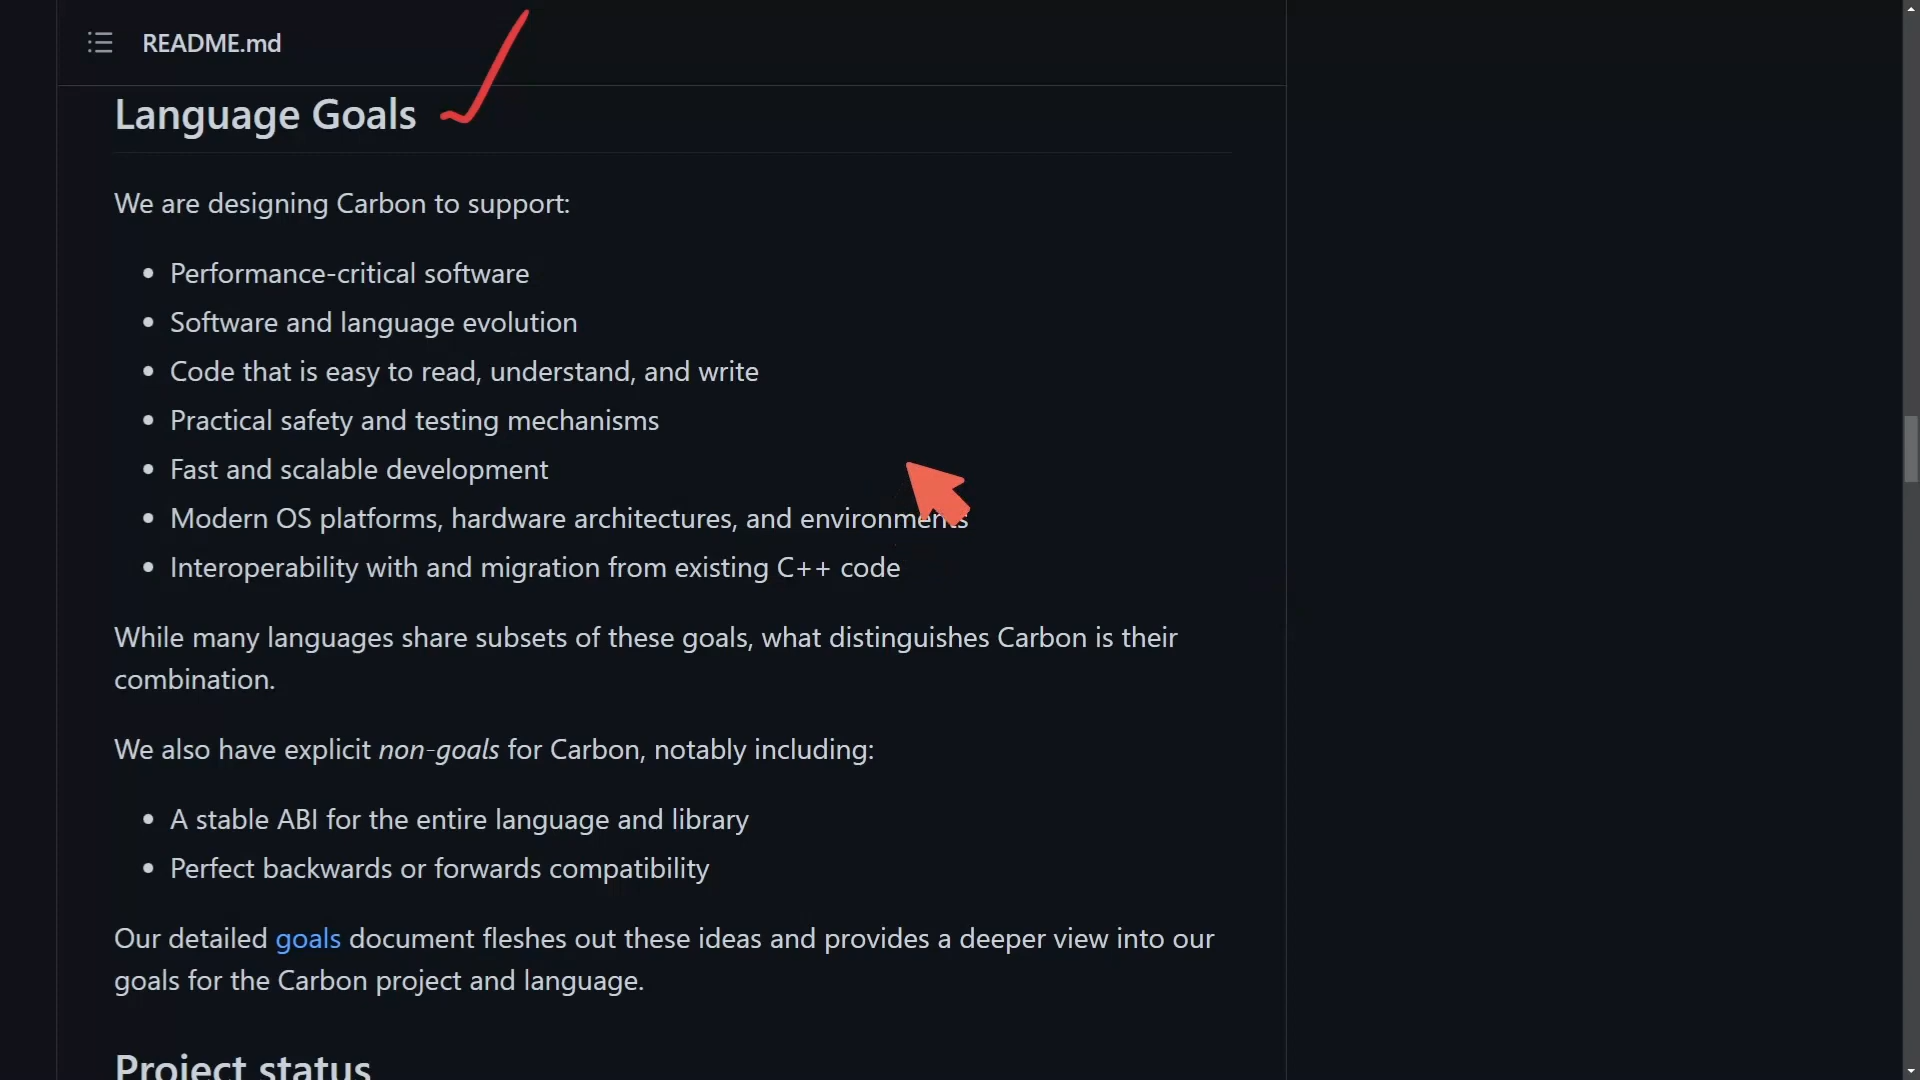 README.md
Language Goals
We are designing Carbon to support:
• Performance-critical software
• Software and language evolution
• Code that is easy to read, understand, and write
• Practical safety and testing mechanisms
• Fast and scalable development
• Modern OS platforms, hardware architectures, and environments
• Interoperability with and migration from existing C++ code
While many languages share subsets of these goals, what distinguishes Carbon is their
combination.
We also have explicit non-goals for Carbon, notably including:
• A stable ABI for the entire language and library
• Perfect backwards or forwards compatibility
Our detailed goals document fleshes out these ideas and provides a deeper view into our
goals for the Carbon project and language.
Project status